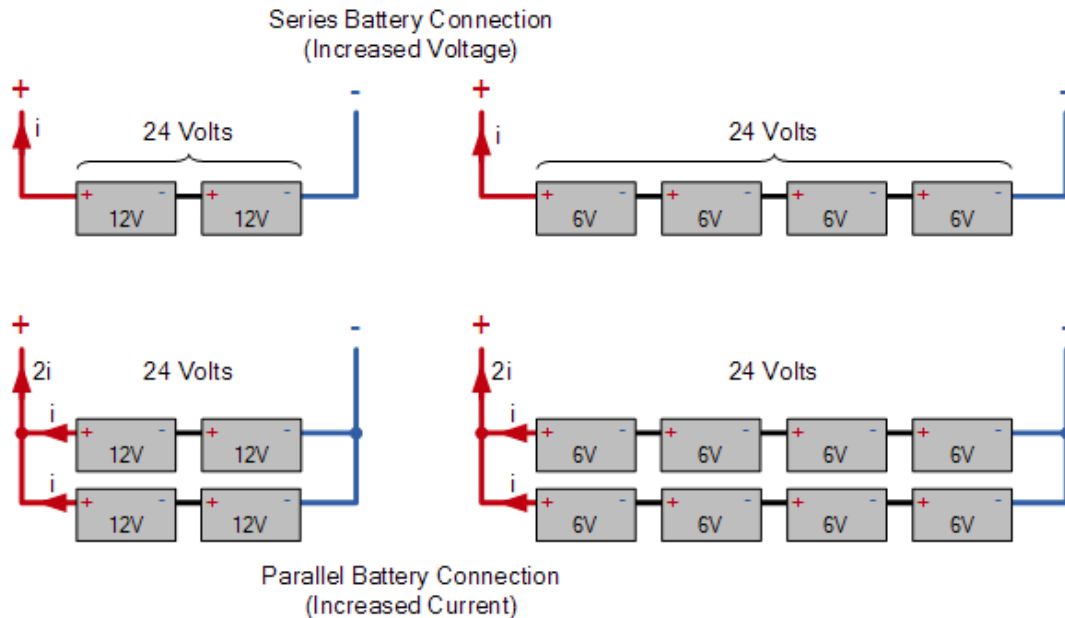 Series Battery Connection
(Increased Voltage)
+ - + -
i 24 Volts i 24 Volts
+ - + - + - + - + - + -
12V 12V 6V 6V 6V 6V
+ - + -
2i 24 Volts 2i 24 Volts
i i
+ - + - + - + - + - + -
12V 12V 6V 6V 6V 6V
i i
+ - + - + - + - + - + -
12V 12V 6V 6V 6V 6V
Parallel Battery Connection
(Increased Current)